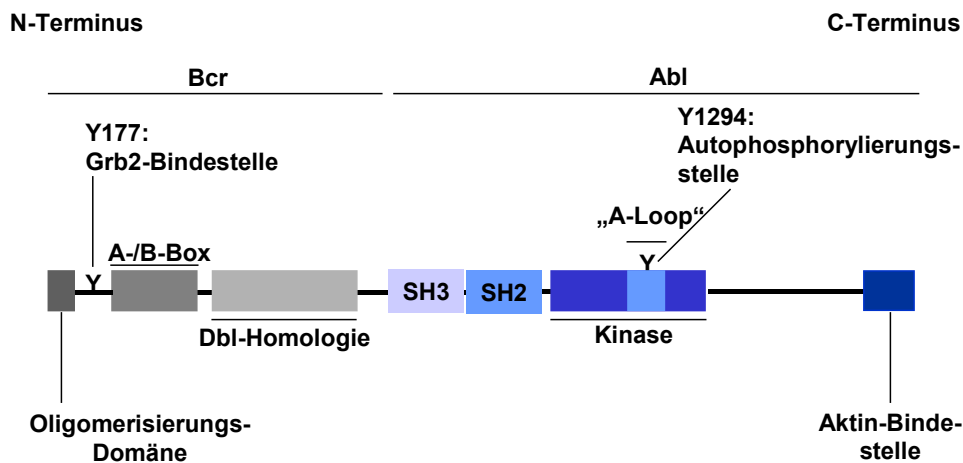 N-Terminus
C-Terminus
Bcr
Abl
Y177:
Grb2-Bindestelle
Y1294:
Autophosphorylierungs-
stelle
„A-Loop“
A-/B-Box
Y
Y
SH3
SH2
Dbl-Homologie
Kinase
Oligomerisierungs-
Domäne
Aktin-Binde-
stelle